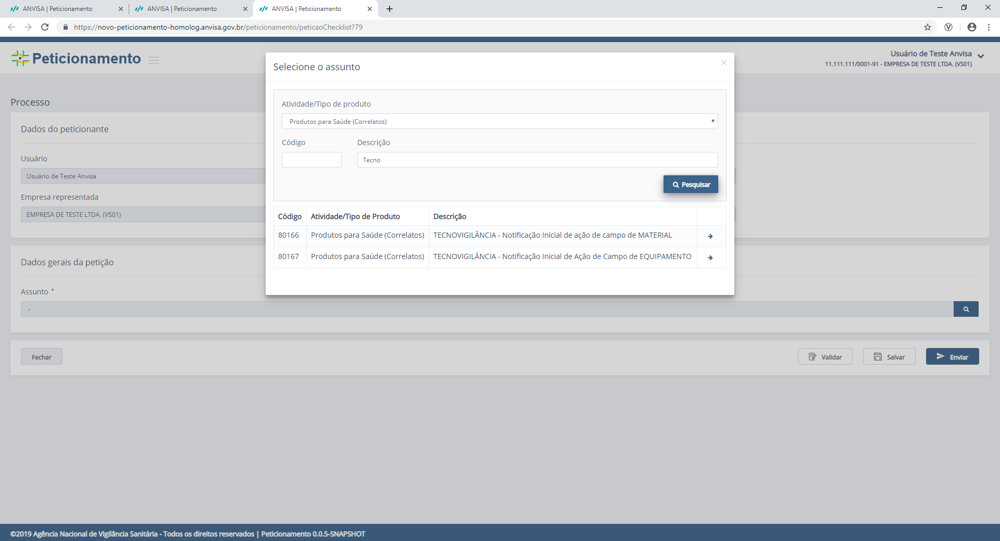 ANVISA | Peticionamento
ANVISA | Peticionamento
ANVISA | Peticionamento
https://novo-peticionamento-homolog.anvisa.gov.br/peticionamento/peticaoChecklist?79
Peticionamento
Usuário de Teste Anvisa
11.111.111/0001-91 - EMPRESA DE TESTE LTDA. (VS01)
Processo
Dados do peticionante
Usuário
Usuário de Teste Anvisa
Empresa representada
EMPRESA DE TESTE LTDA. (VS01)
Dados gerais da petição
Assunto *
-
Fechar
Validar
Salvar
Enviar
Selecione o assunto
×
Atividade/Tipo de produto
Produtos para Saúde (Correlatos)
Código Descrição
Tecno
Pesquisar
Código Atividade/Tipo de Produto Descrição
80166 Produtos para Saúde (Correlatos) TECNOVIGILÂNCIA - Notificação Inicial de ação de campo de MATERIAL
80167 Produtos para Saúde (Correlatos) TECNOVIGILÂNCIA - Notificação Inicial de Ação de Campo de EQUIPAMENTO
©2019 Agência Nacional de Vigilância Sanitária - Todos os direitos reservados | Peticionamento 0.0.5-SNAPSHOT